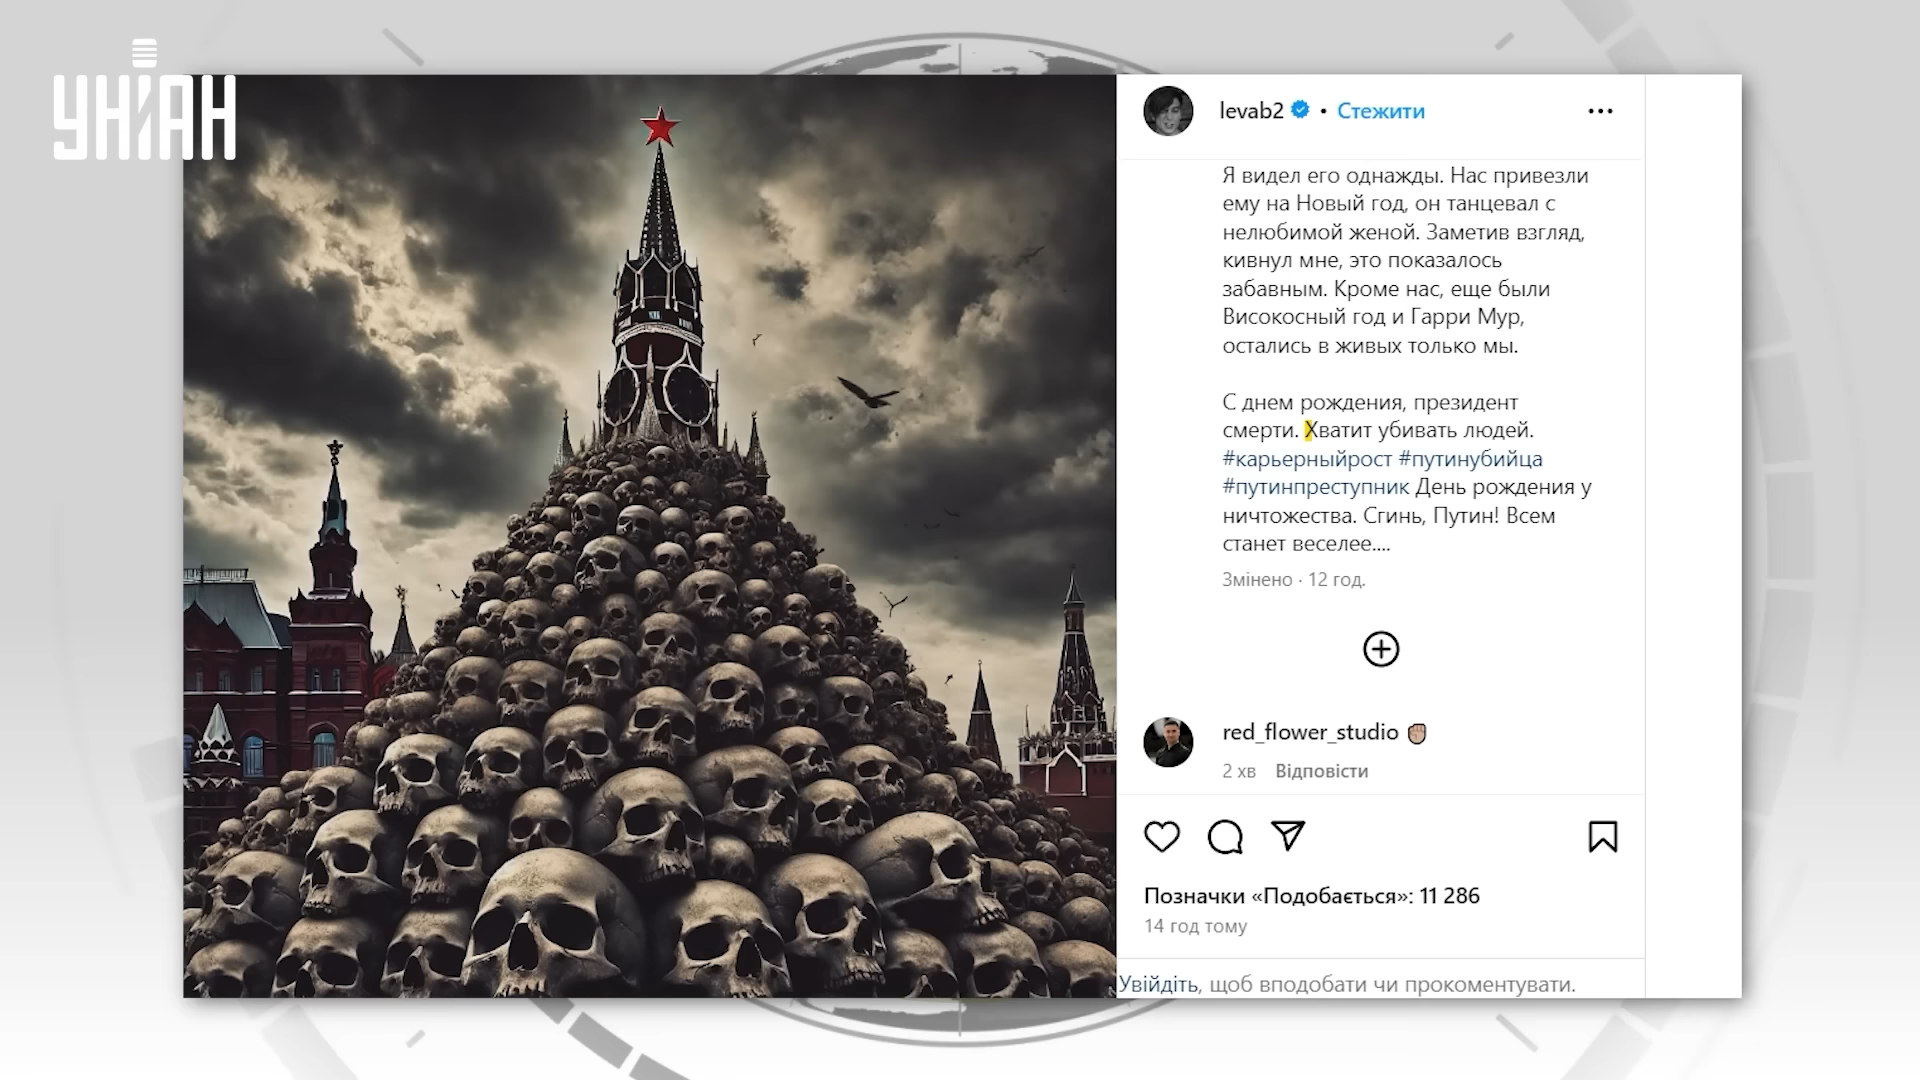 УНІАН
levab2 • Стежити
Я видел его однажды. Нас привезли
ему на Новый год, он танцевал с
нелюбимой женой. Заметив взгляд,
кивнул мне, это показалось
забавным. Кроме нас, еще были
Високосный год и Гарри Мур,
остались в живых только мы.
С днем рождения, президент
смерти. Хватит убивать людей.
#карьерныйрост #путинубийца
#путинпреступник День рождения у
ничтожества. Сгинь, Путин! Всем
станет веселее....
Змінено · 12 год.
red_flower_studio ✊🏼
2 хв Відповісти
Позначки «Подобається»: 11 286
14 год тому
Увійдіть, щоб вподобати чи прокоментувати.